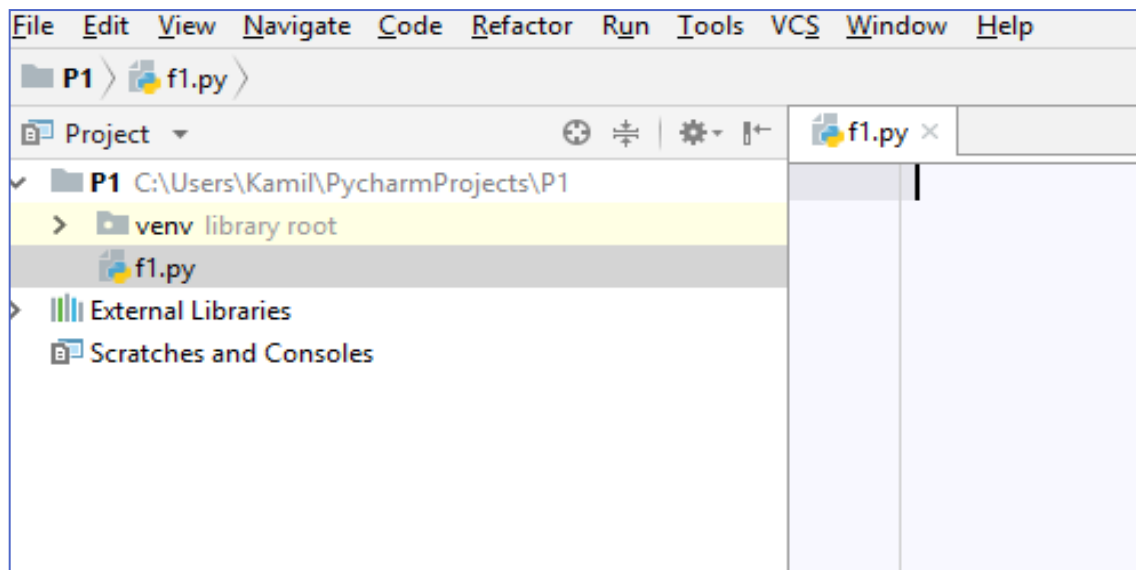 File Edit View Navigate Code Refactor Run Tools VCS Window Help
P1 f1.py
Project
f1.py
P1 C:\Users\Kamil\PycharmProjects\P1
venv library root
f1.py
External Libraries
Scratches and Consoles